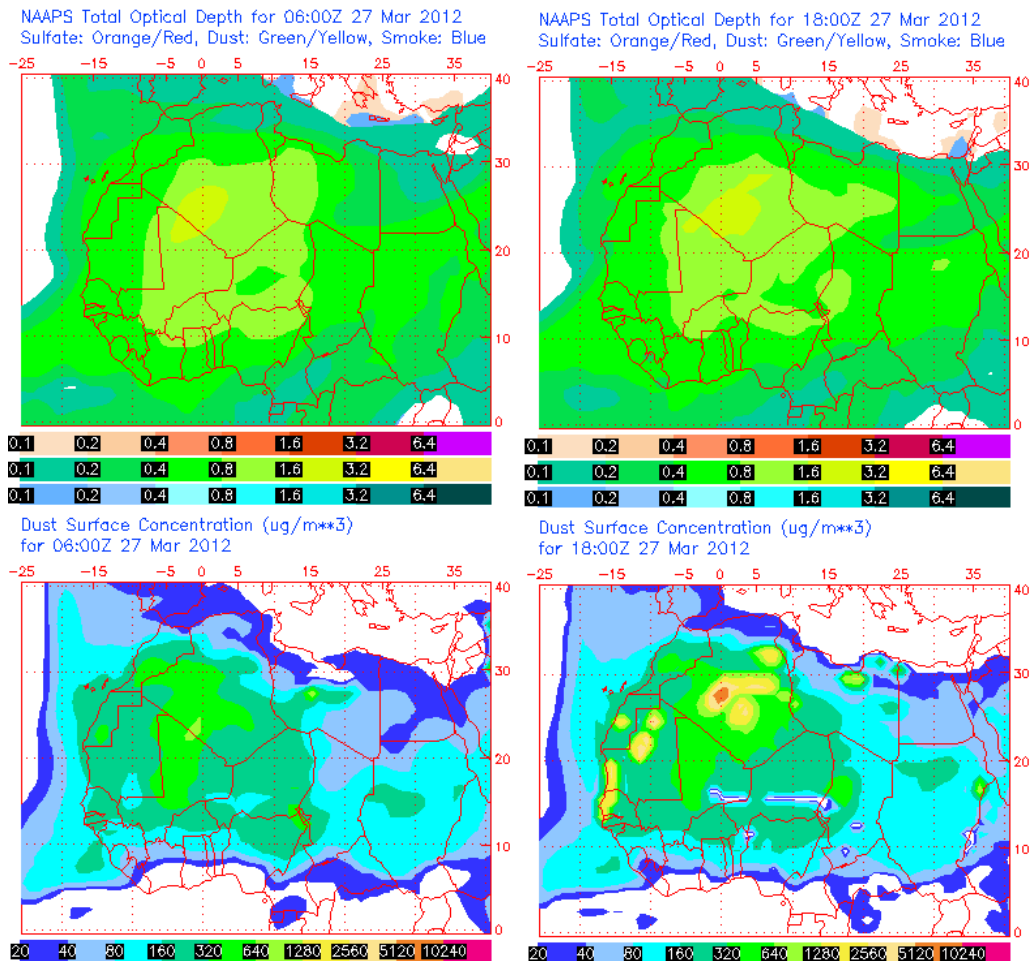 NAAPS Total Optical Depth for 06:00Z 27 Mar 2012
Sulfate: Orange/Red, Dust: Green/Yellow, Smoke: Blue
-25 -15 -5 0 5 15 25 35
40
30
20
10
0
0.1 0.2 0.4 0.8 1.6 3.2 6.4
0.1 0.2 0.4 0.8 1.6 3.2 6.4
0.1 0.2 0.4 0.8 1.6 3.2 6.4
NAAPS Total Optical Depth for 18:00Z 27 Mar 2012
Sulfate: Orange/Red, Dust: Green/Yellow, Smoke: Blue
-25 -15 -5 0 5 15 25 35
40
30
20
10
0
0.1 0.2 0.4 0.8 1.6 3.2 6.4
0.1 0.2 0.4 0.8 1.6 3.2 6.4
0.1 0.2 0.4 0.8 1.6 3.2 6.4
Dust Surface Concentration (ug/m**3)
for 06:00Z 27 Mar 2012
-25 -15 -5 0 5 15 25 35
40
30
20
10
0
20 40 80 160 320 640 1280 2560 5120 10240
Dust Surface Concentration (ug/m**3)
for 18:00Z 27 Mar 2012
-25 -15 -5 0 5 15 25 35
40
30
20
10
0
20 40 80 160 320 640 1280 2560 5120 10240